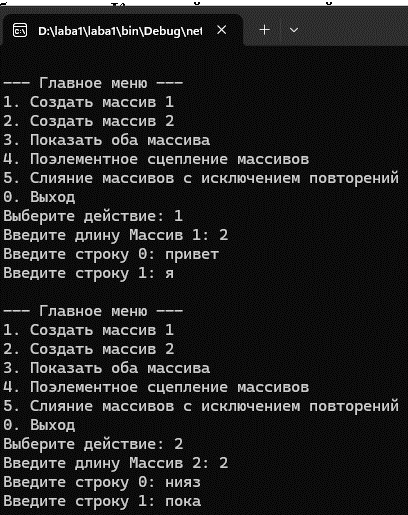 D:\laba1\laba1\bin\Debug\net
--- Главное меню ---
1. Создать массив 1
2. Создать массив 2
3. Показать оба массива
4. Поэлементное сцепление массивов
5. Слияние массивов с исключением повторений
0. Выход
Выберите действие: 1
Введите длину Массив 1: 2
Введите строку 0: привет
Введите строку 1: я
--- Главное меню ---
1. Создать массив 1
2. Создать массив 2
3. Показать оба массива
4. Поэлементное сцепление массивов
5. Слияние массивов с исключением повторений
0. Выход
Выберите действие: 2
Введите длину Массив 2: 2
Введите строку 0: нияз
Введите строку 1: пока